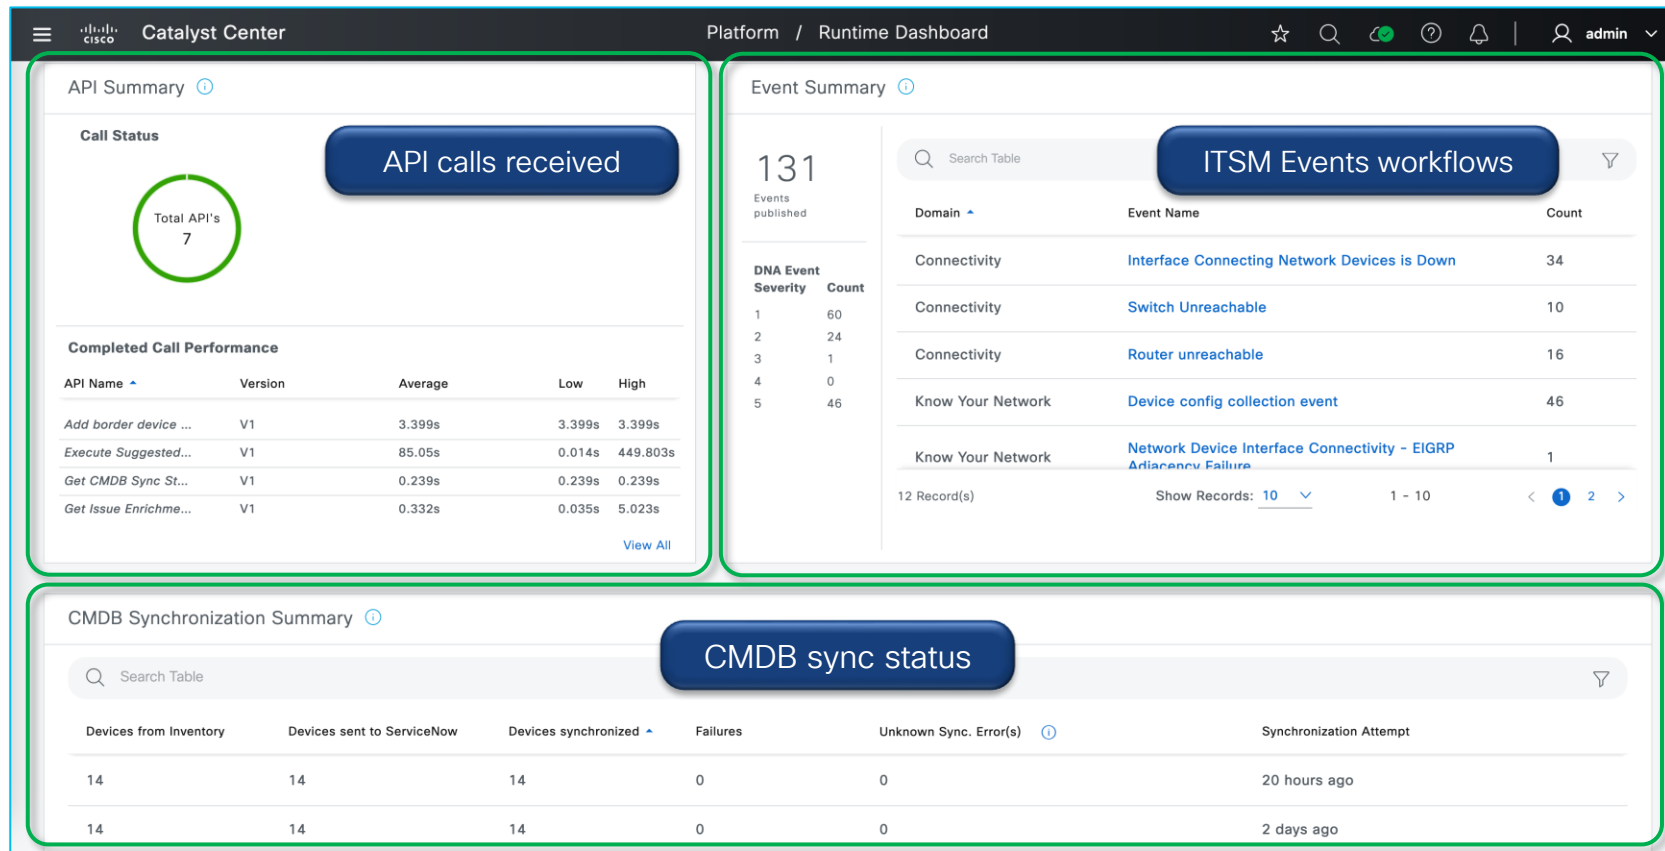 cisco Catalyst Center
Platform / Runtime Dashboard
admin
API Summary
API calls received
Call Status
Total API's
7
Completed Call Performance
API Name Version Average Low High
Add border device ... V1 3.399s 3.399s 3.399s
Execute Suggested... V1 85.05s 0.014s 449.803s
Get CMDB Sync St... V1 0.239s 0.239s 0.239s
Get Issue Enrichme... V1 0.332s 0.035s 5.023s
View All
Event Summary
ITSM Events workflows
131
Events
published
DNA Event
Severity Count
1 60
2 24
3 1
4 0
5 46
Search Table
Domain Event Name Count
Connectivity Interface Connecting Network Devices is Down 34
Connectivity Switch Unreachable 10
Connectivity Router unreachable 16
Know Your Network Device config collection event 46
Know Your Network Network Device Interface Connectivity - EIGRP 1
Adjacency Failure
12 Record(s) Show Records: 10 1 - 10 1 2
CMDB Synchronization Summary
CMDB sync status
Search Table
Devices from Inventory Devices sent to ServiceNow Devices synchronized Failures Unknown Sync. Error(s) Synchronization Attempt
14 14 14 0 0 20 hours ago
14 14 14 0 0 2 days ago